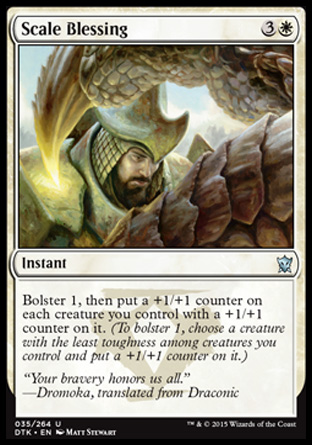 Scale Blessing 3
Instant
Bolster 1, then put a +1/+1 counter on
each creature you control with a +1/+1
counter on it. (To bolster 1, choose a creature
with the least toughness among creatures you
control and put a +1/+1 counter on it.)
"Your bravery honors us all."
—Dromoka, translated from Draconic
035/264 U
DTK • EN Matt Stewart
™ & © 2015 Wizards of the Coast